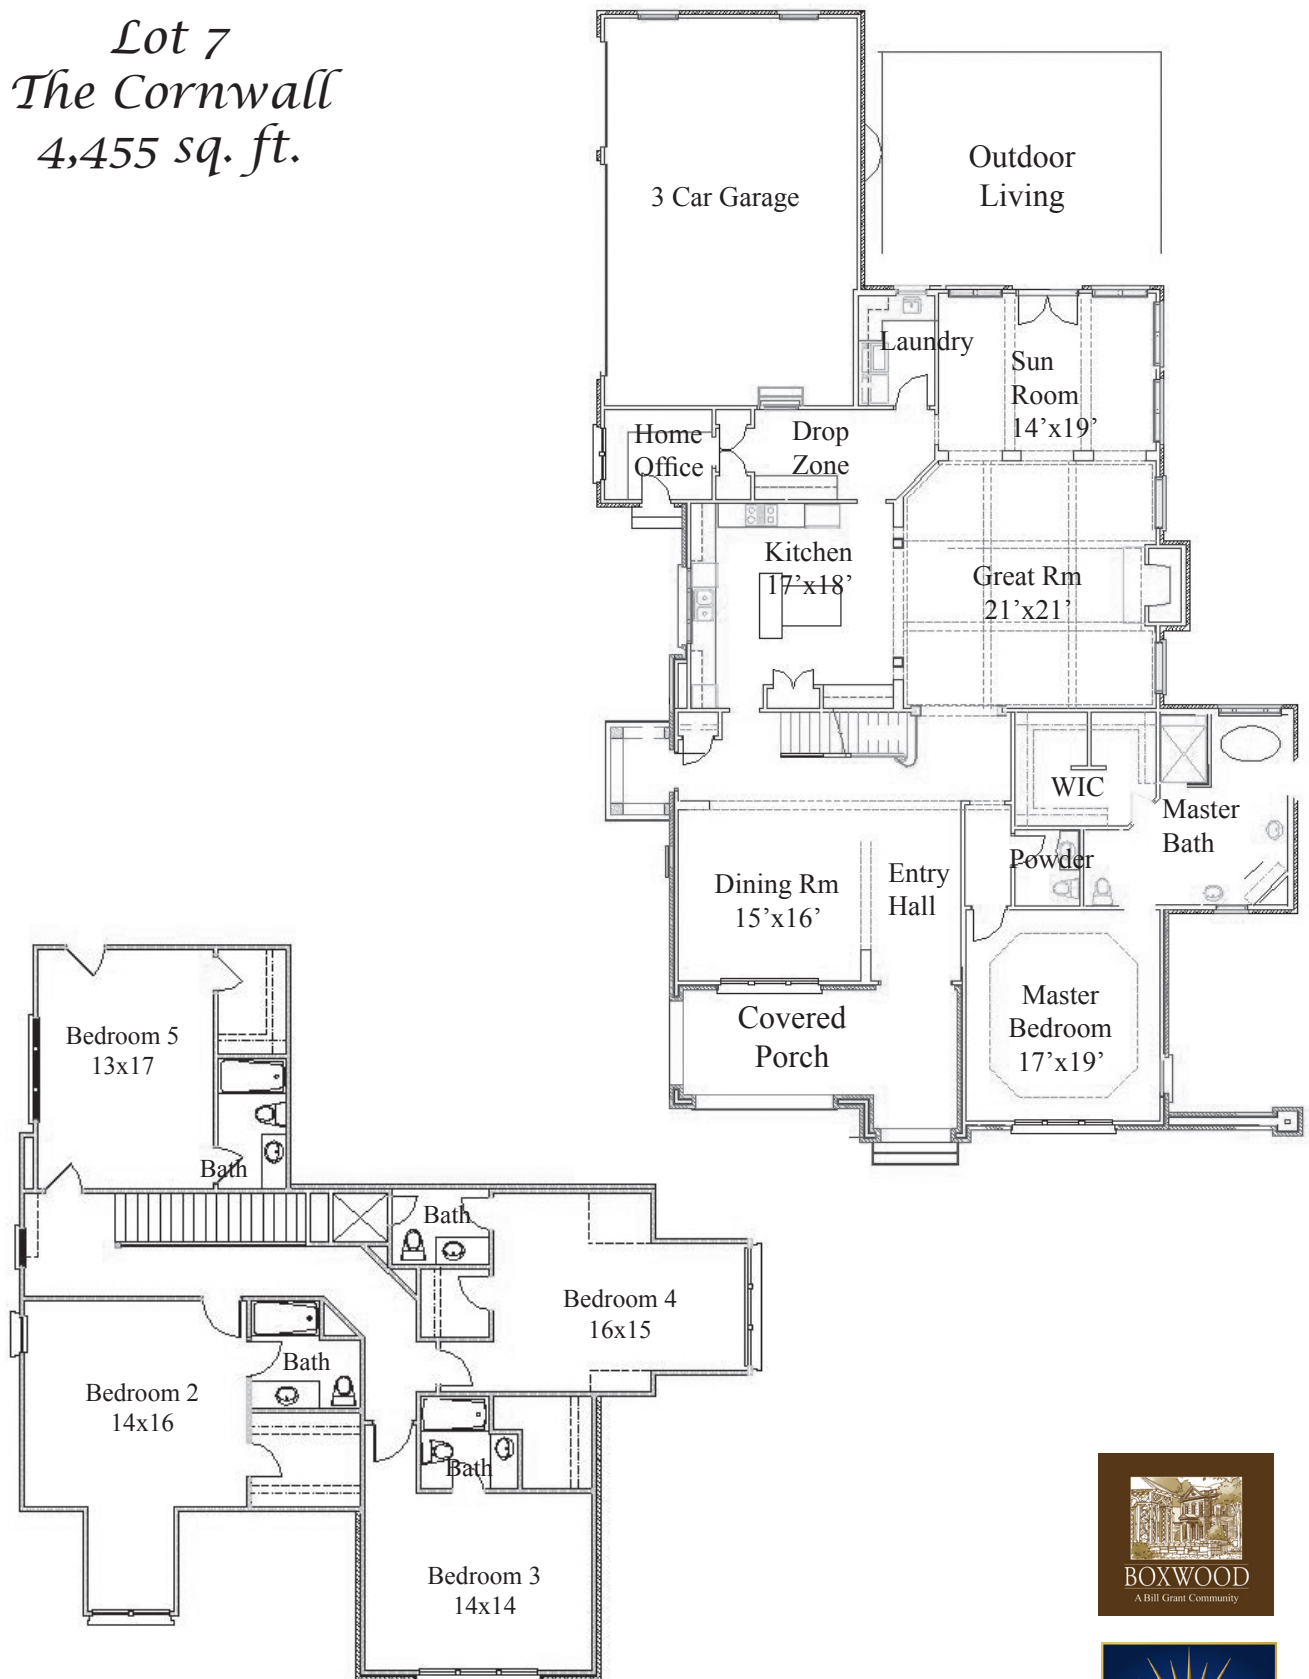 Lot 7
The Cornwall
4,455 sq. ft.
3 Car Garage
Outdoor
Living
Laundry
Sun
Room
14’x19’
Home
Office
Drop
Zone
Kitchen
17’x18’
Great Rm
21’x21’
WIC
Master
Bath
Powder
Dining Rm
15’x16’
Entry
Hall
Covered
Porch
Master
Bedroom
17’x19’
Bedroom 5
13x17
Bath
Bath
Bedroom 4
16x15
Bath
Bedroom 2
14x16
Bath
Bedroom 3
14x14
BOXWOOD
A Bill Grant Community